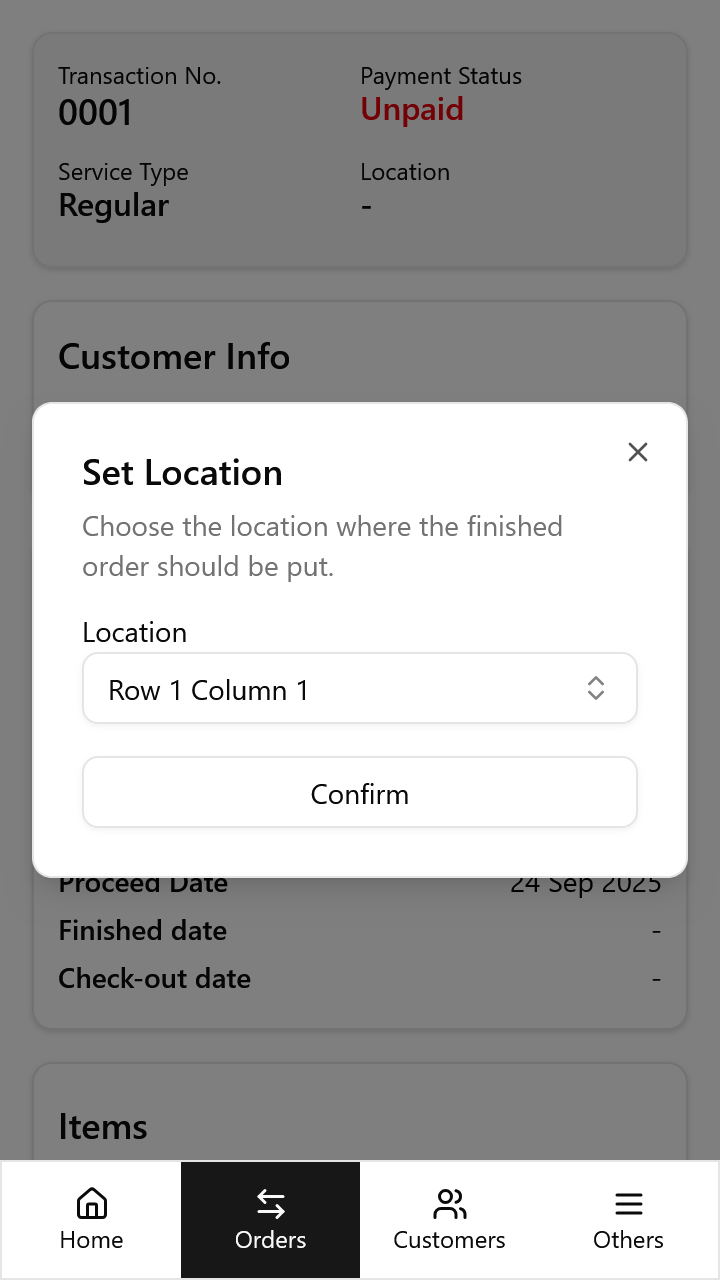 Transaction No.
0001
Payment Status
Unpaid
Service Type
Regular
Location
-
Customer Info
Set Location
Choose the location where the finished
order should be put.
Location
Row 1 Column 1
Confirm
Proceed Date
24 Sep 2025
Finished date
-
Check-out date
-
Items
Home
Orders
Customers
Others